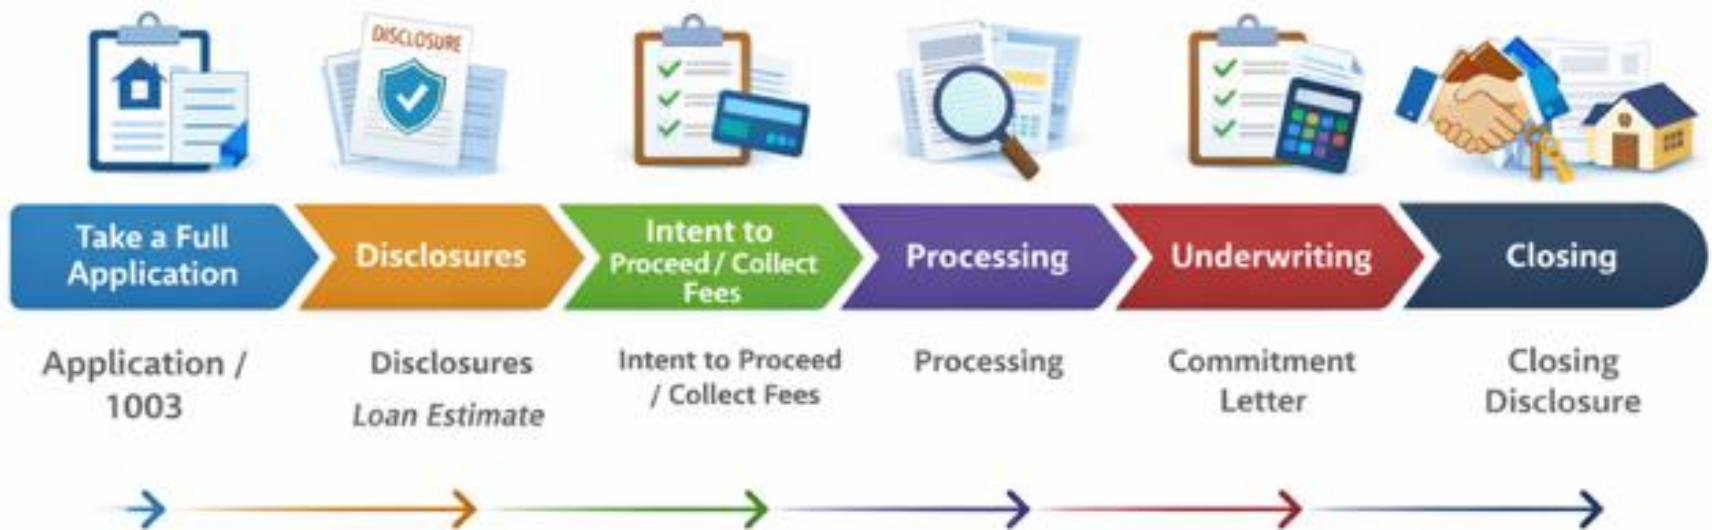 DISCLOSURE
Take a Full
Application
Disclosures
Intent to
Proceed / Collect
Fees
Processing
Underwriting
Closing
Application /
1003
Disclosures
Loan Estimate
Intent to Proceed
/ Collect Fees
Processing
Commitment
Letter
Closing
Disclosure